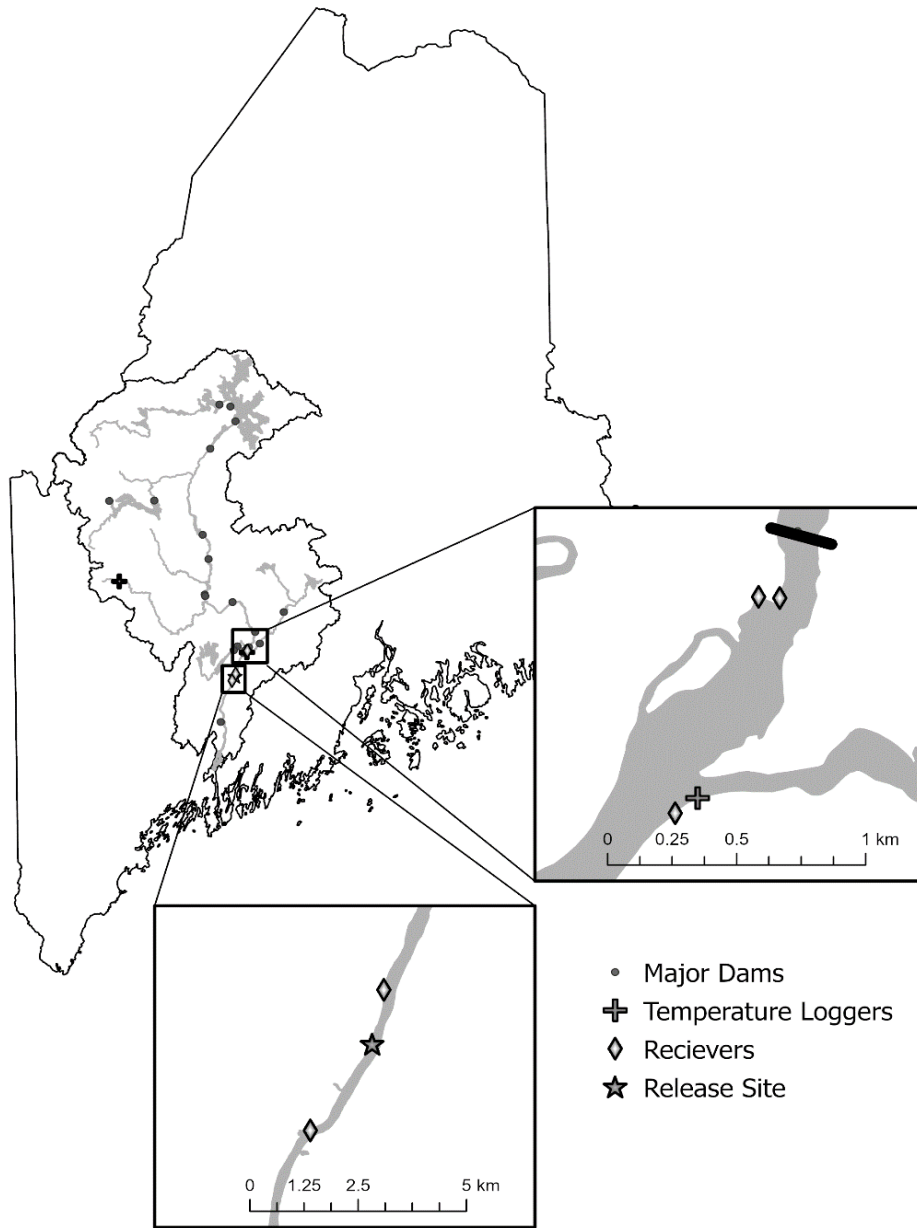 0 0.25 0.5 1 km
Major Dams
Temperature Loggers
Recievers
Release Site
0 1.25 2.5 5 km